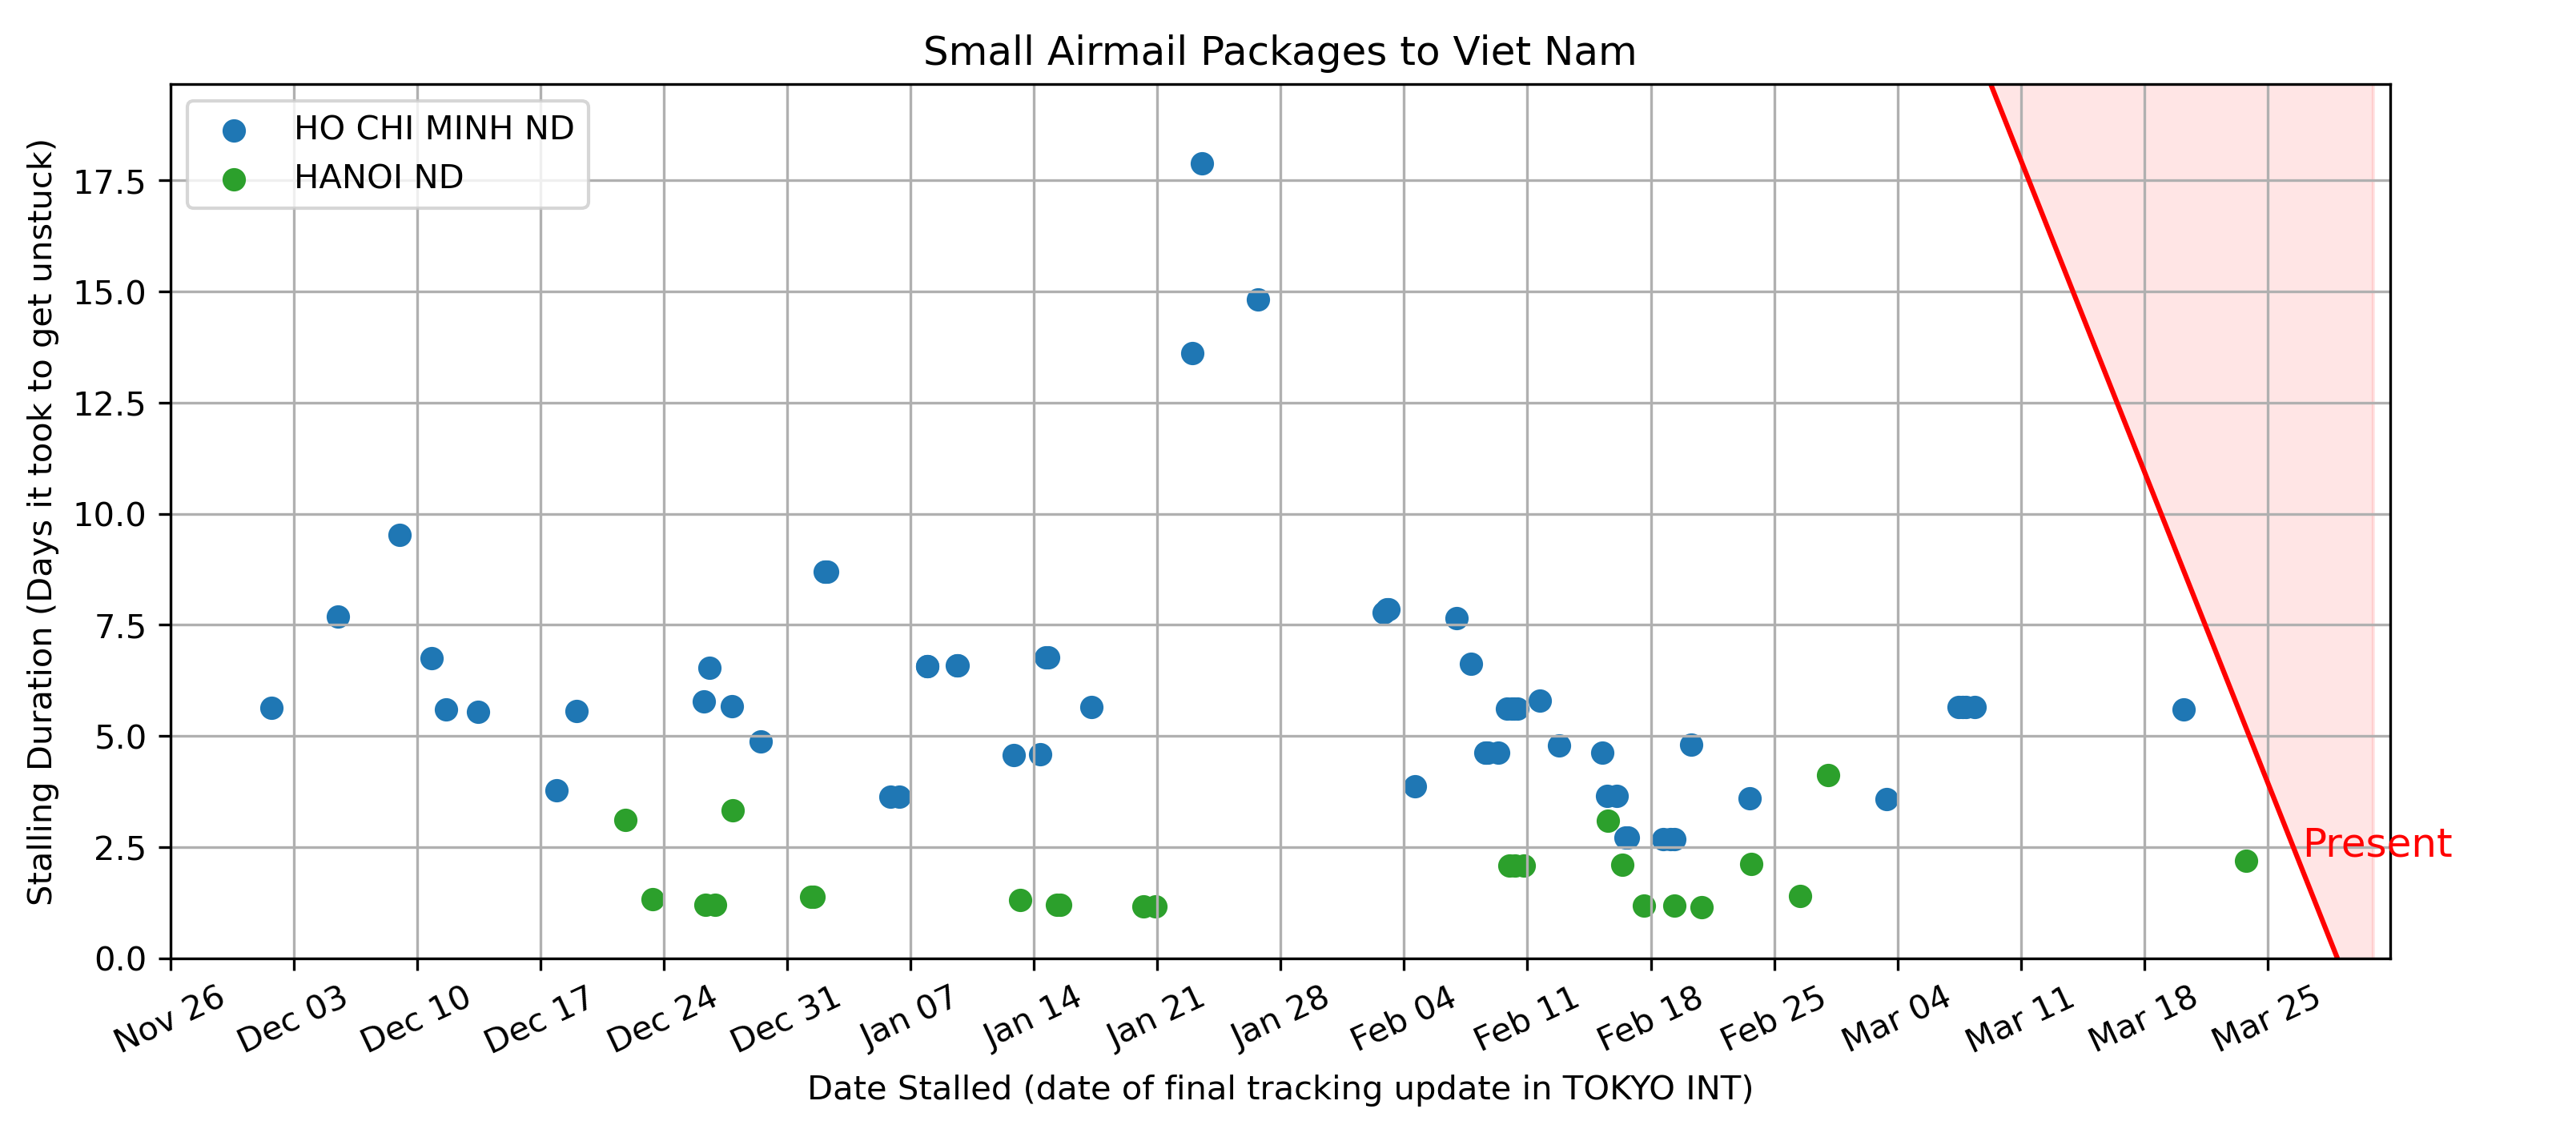 Small Airmail Packages to Viet Nam
HO CHI MINH ND
HANOI ND
Stalling Duration (Days it took to get unstuck)
17.5
15.0
12.5
10.0
7.5
5.0
2.5
0.0
Present
Nov 26
Dec 03
Dec 10
Dec 17
Dec 24
Dec 31
Jan 07
Jan 14
Jan 21
Jan 28
Feb 04
Feb 11
Feb 18
Feb 25
Mar 04
Mar 11
Mar 18
Mar 25
Date Stalled (date of final tracking update in TOKYO INT)